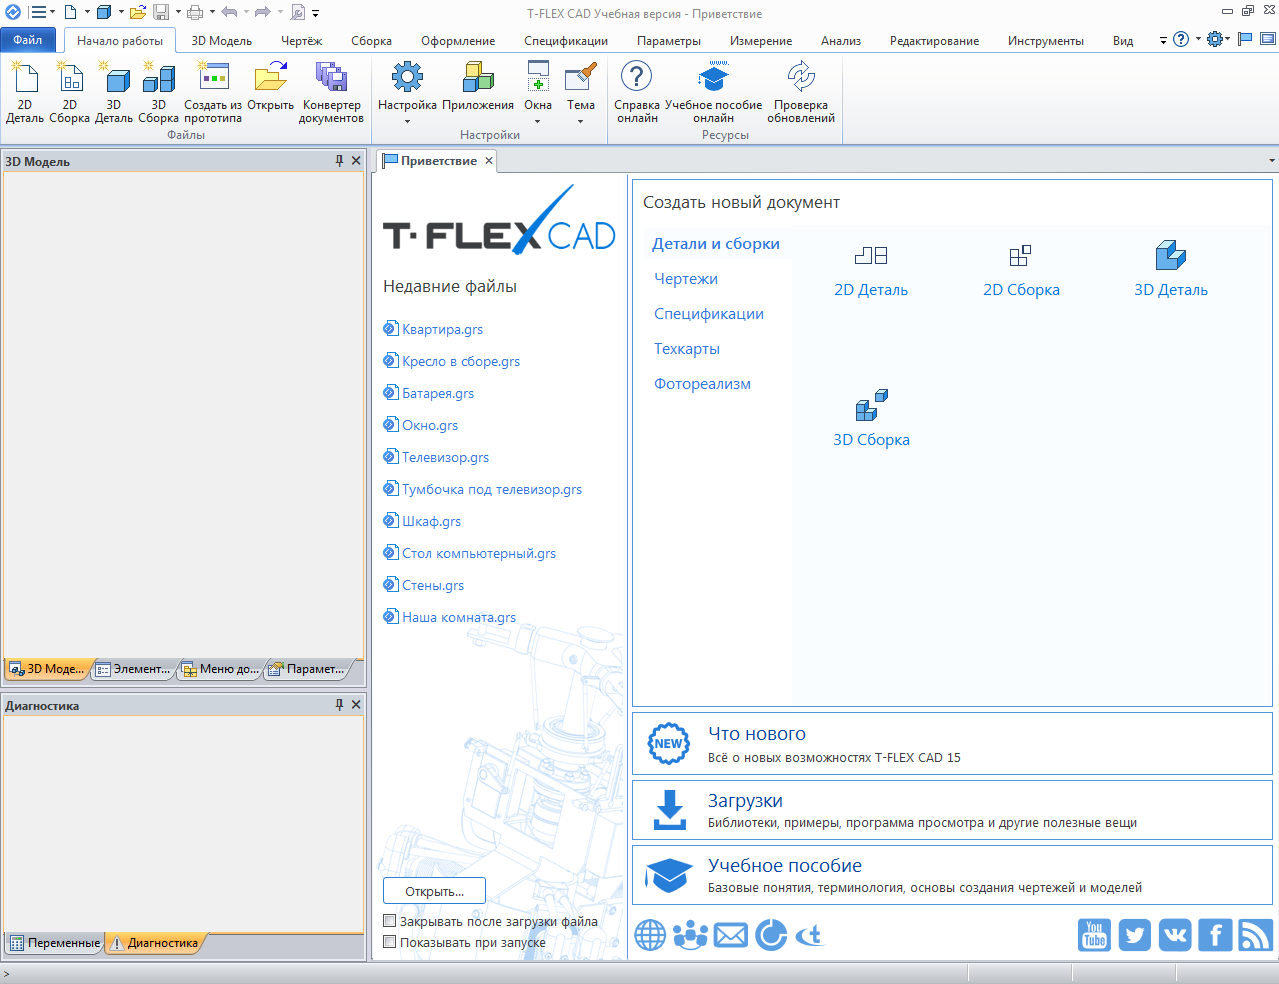 T-FLEX CAD Учебная версия - Приветствие
Файл Начало работы 3D Модель Чертёж Сборка Оформление Спецификации Параметры Измерение Анализ Редактирование Инструменты Вид
2D Деталь
2D Сборка
3D Деталь
3D Сборка
Создать из прототипа
Открыть
Конвертер документов
Настройка
Приложения
Окна
Тема
Справка онлайн
Учебное пособие онлайн
Проверка обновлений
Файлы Настройки Ресурсы
3D Модель
Приветствие
T-FLEX CAD
Недавние файлы
Квартира.grs
Кресло в сборе.grs
Батарея.grs
Окно.grs
Телевизор.grs
Тумбочка под телевизор.grs
Шкаф.grs
Стол компьютерный.grs
Стены.grs
Наша комната.grs
Открыть...
Закрывать после загрузки файла
Показывать при запуске
Создать новый документ
Детали и сборки
Чертежи
Спецификации
Техкарты
Фотореализм
2D Деталь
2D Сборка
3D Деталь
3D Сборка
NEW
Что нового
Всё о новых возможностях T-FLEX CAD 15
Загрузки
Библиотеки, примеры, программа просмотра и другие полезные вещи
Учебное пособие
Базовые понятия, терминология, основы создания чертежей и моделей
You Tube
3D Моде... Элемент... Меню до... Парамет...
Диагностика
Переменные Диагностика
>